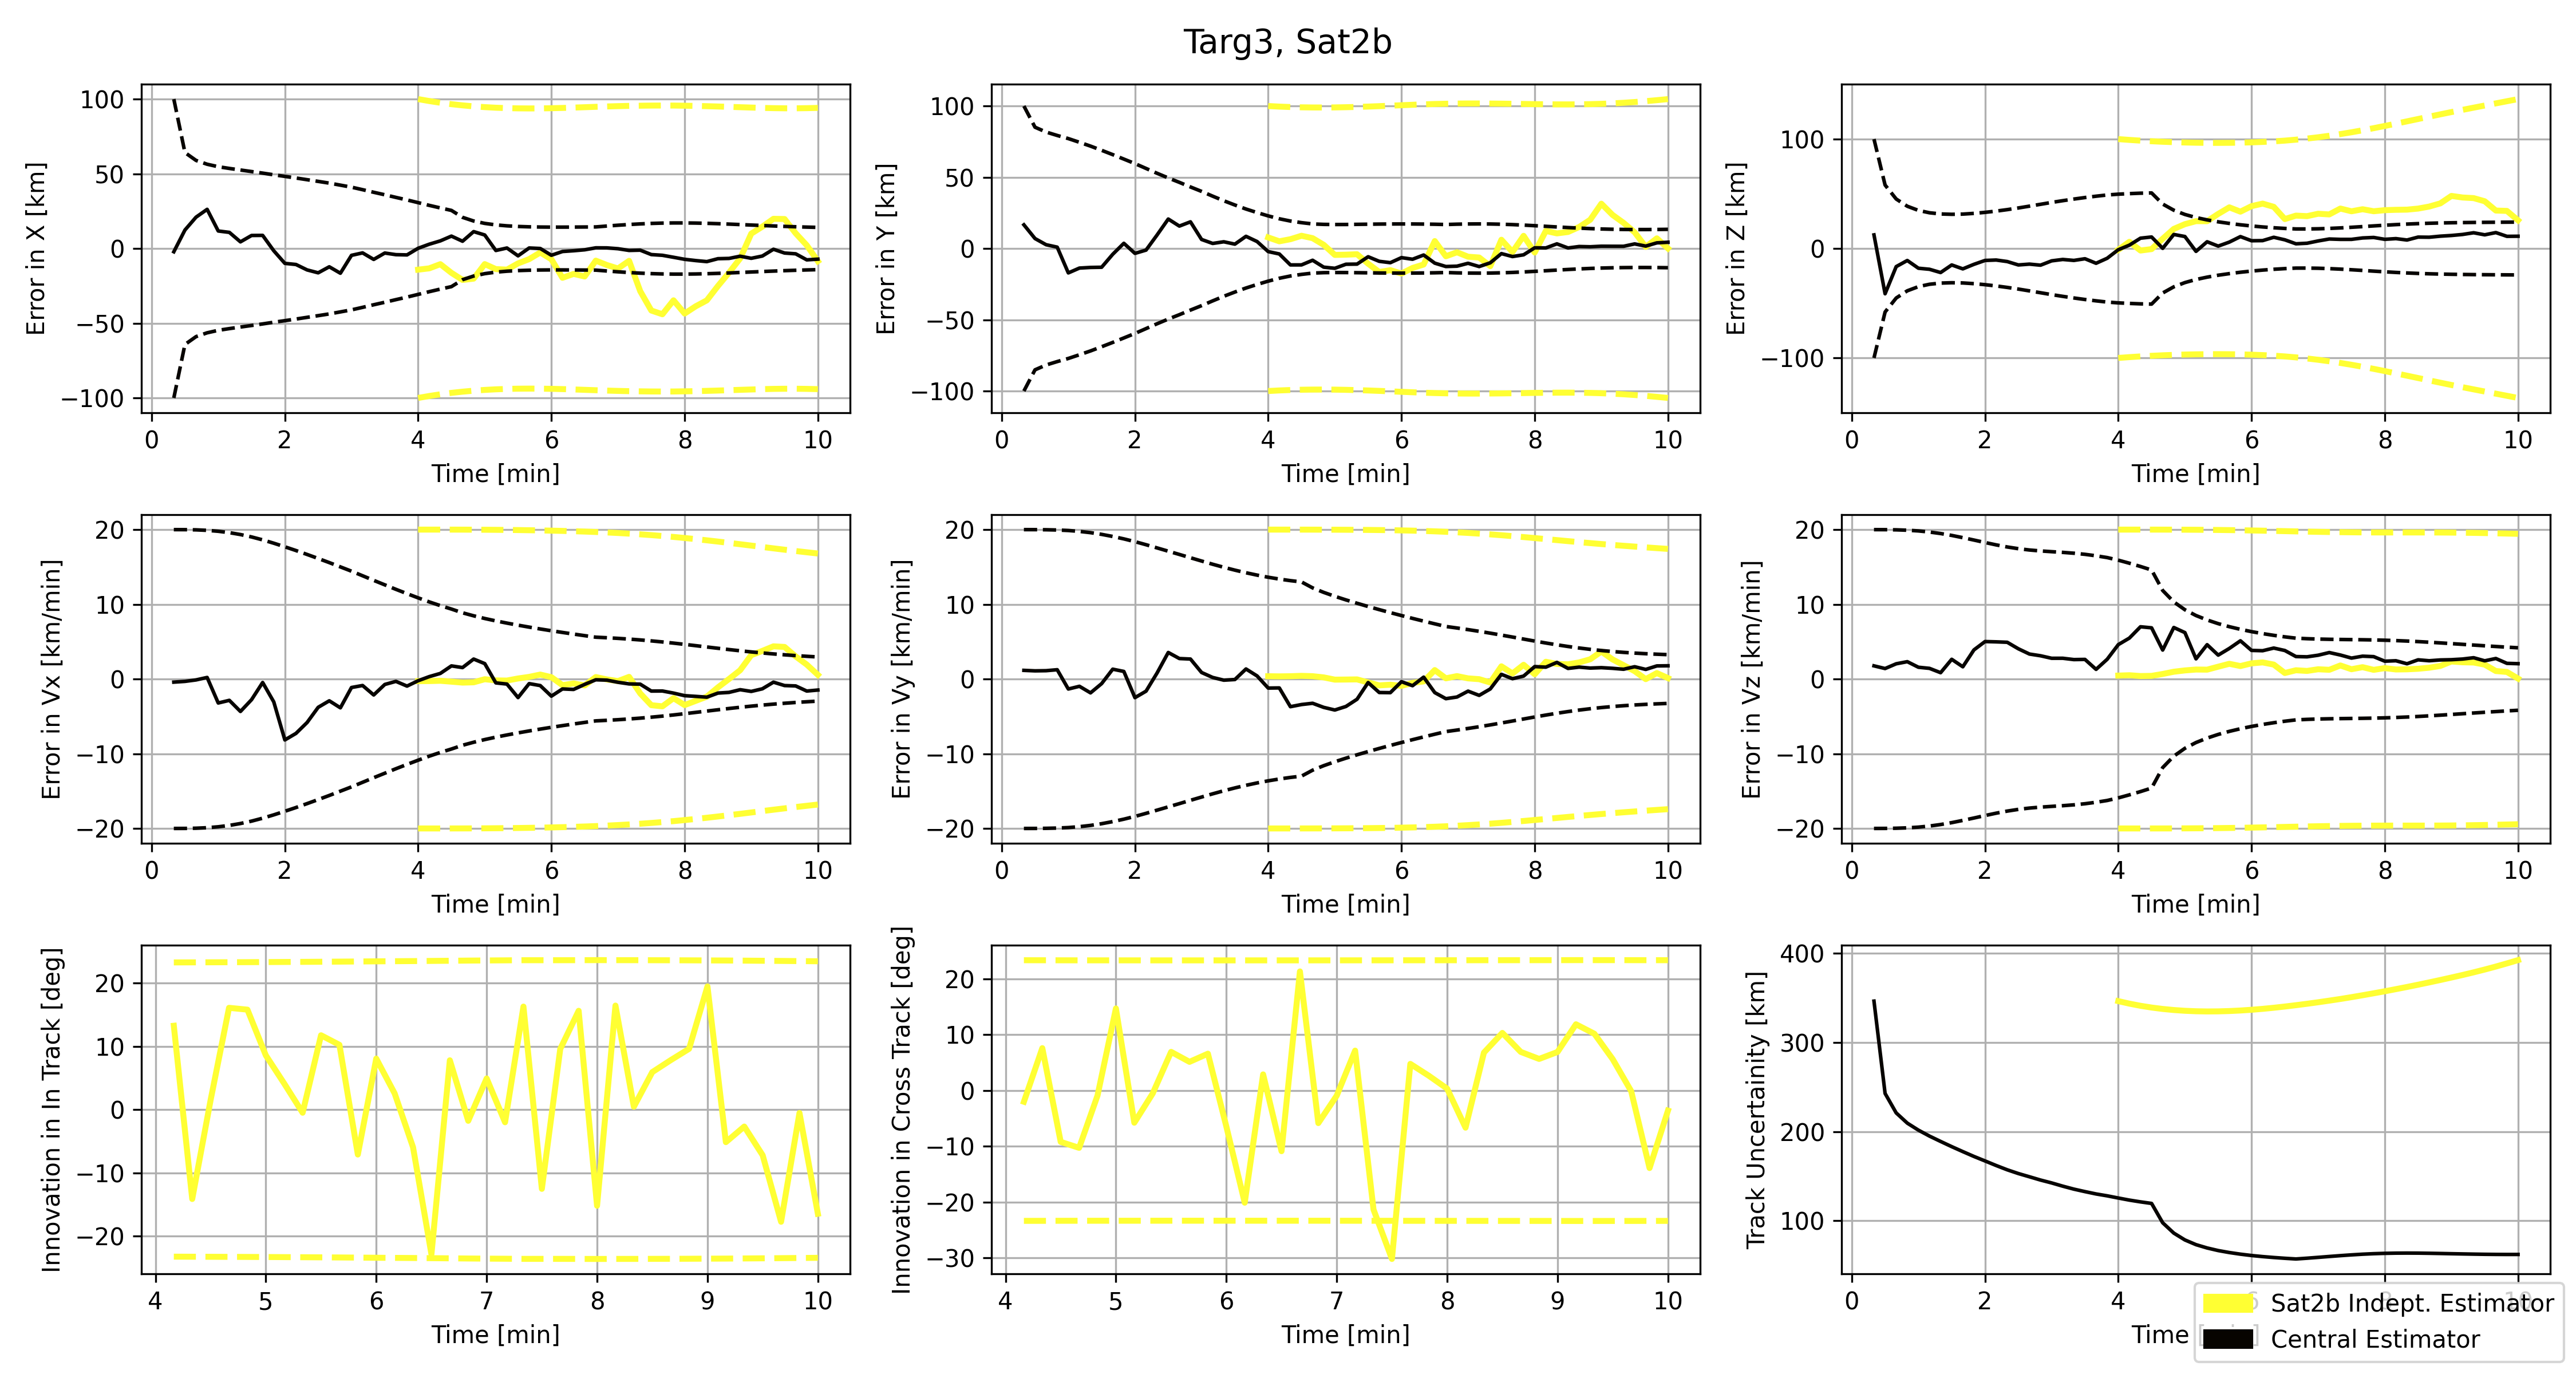 Targ3, Sat2b
Error in X [km]
100
50
0
−50
−100
0 2 4 6 8 10
Time [min]
Error in Y [km]
100
50
0
−50
−100
0 2 4 6 8 10
Time [min]
Error in Z [km]
100
0
−100
0 2 4 6 8 10
Time [min]
Error in Vx [km/min]
20
10
0
−10
−20
0 2 4 6 8 10
Time [min]
Error in Vy [km/min]
20
10
0
−10
−20
0 2 4 6 8 10
Time [min]
Error in Vz [km/min]
20
10
0
−10
−20
0 2 4 6 8 10
Time [min]
Innovation in In Track [deg]
20
10
0
−10
−20
4 5 6 7 8 9 10
Time [min]
Innovation in Cross Track [deg]
20
10
0
−10
−20
−30
4 5 6 7 8 9 10
Time [min]
Track Uncertainity [km]
400
300
200
100
0 2 4 6 8 10
Time [min]
Sat2b Indept. Estimator
Central Estimator